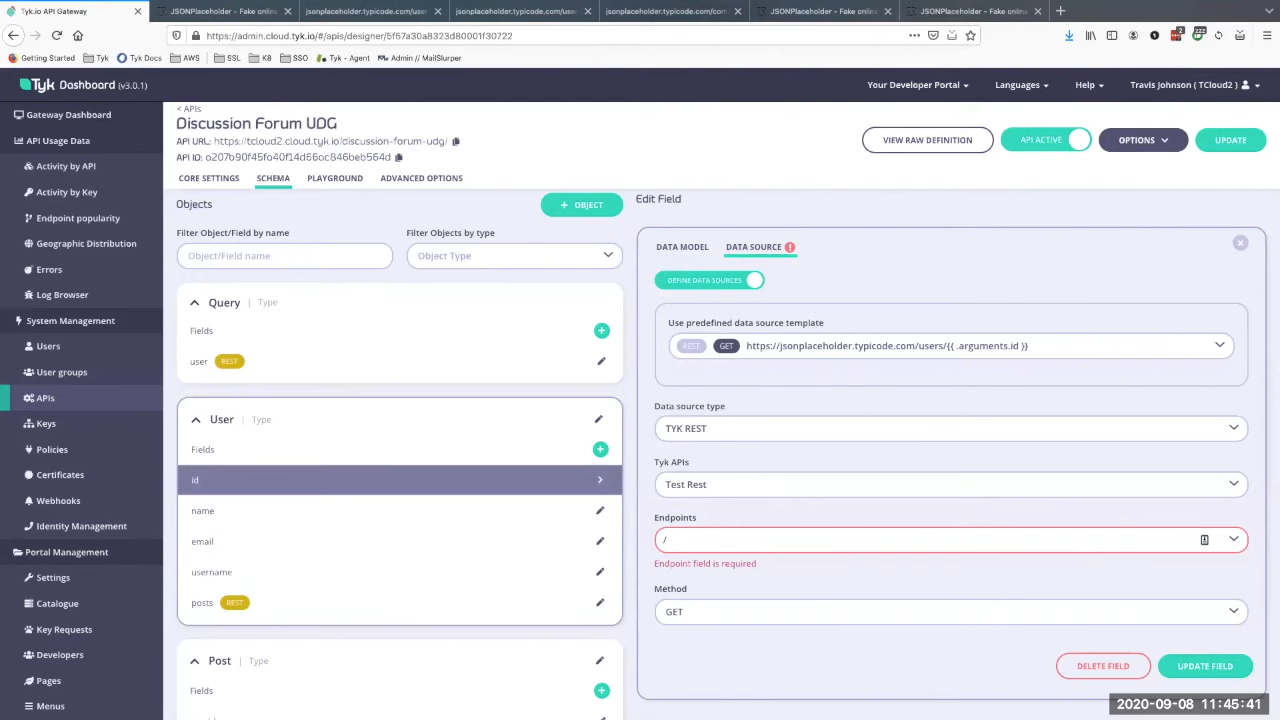 Tyk.io API Gateway
JSONPlaceholder - Fake online
jsonplaceholder.typicode.com/use
jsonplaceholder.typicode.com/use
jsonplaceholder.typicode.com/com
JSONPlaceholder - Fake online
JSONPlaceholder - Fake online
https://admin.cloud.tyk.io/#/apis/designer/5f57a30a8323d80001f30722
Getting Started
Tyk
Tyk Docs
AWS
SSL
K8
SSO
Tyk - Agent
Admin // MailSlurper
Tyk Dashboard (v3.0.1)
Your Developer Portal
Languages
Help
Travis Johnson ( TCloud2 )
Gateway Dashboard
API Usage Data
Activity by API
Activity by Key
Endpoint popularity
Geographic Distribution
Errors
Log Browser
System Management
Users
User groups
APIs
Keys
Policies
Certificates
Webhooks
Identity Management
Portal Management
Settings
Catalogue
Key Requests
Developers
Pages
Menus
< APIs
Discussion Forum UDG
API URL: https://tcloud2.cloud.tyk.io/discussion-forum-udg/
API ID: a207b90f45fa40f14d66ac846beb564d
VIEW RAW DEFINITION
API ACTIVE
OPTIONS
UPDATE
CORE SETTINGS
SCHEMA
PLAYGROUND
ADVANCED OPTIONS
Objects
+ OBJECT
Filter Object/Field by name
Object/Field name
Filter Objects by type
Object Type
Query | Type
Fields
user REST
User | Type
Fields
id
name
email
username
posts REST
Post | Type
Fields
Edit Field
DATA MODEL
DATA SOURCE !
DEFINE DATA SOURCES
Use predefined data source template
REST GET https://jsonplaceholder.typicode.com/users/{{ .arguments.id }}
Data source type
TYK REST
Tyk APIs
Test Rest
Endpoints
/
Endpoint field is required
Method
GET
DELETE FIELD
UPDATE FIELD
2020-09-08 11:45:41